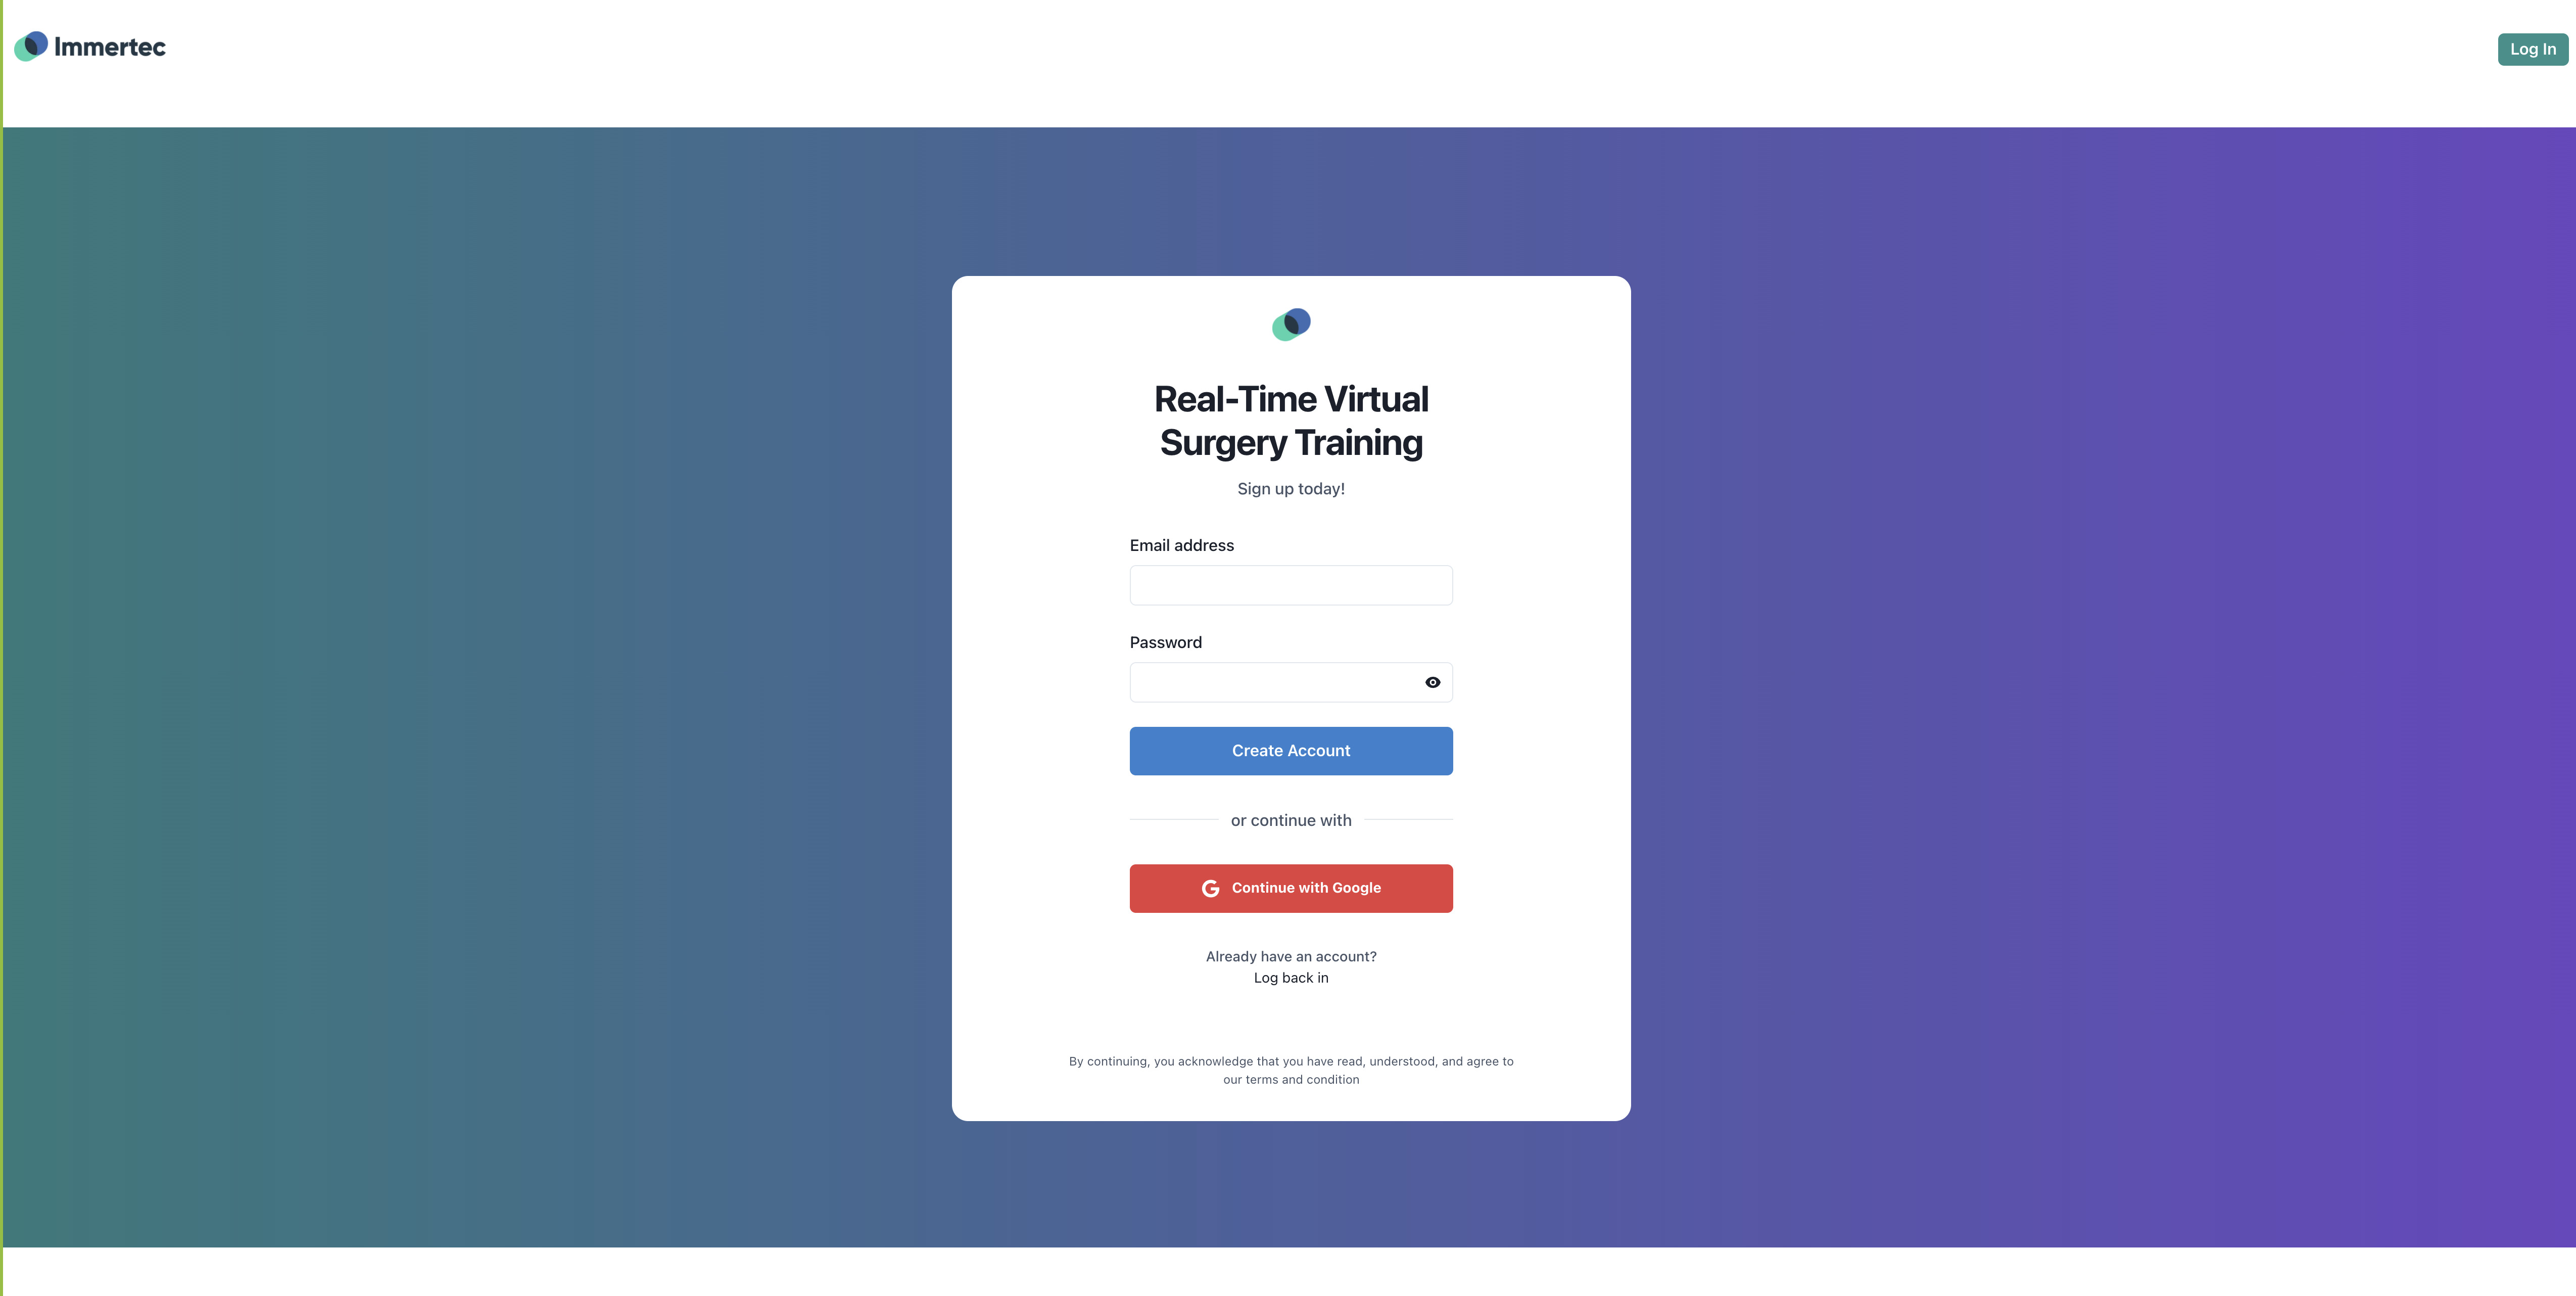 Immertec
Log In
Real-Time Virtual
Surgery Training
Sign up today!
Email address
Password
Create Account
or continue with
Continue with Google
Already have an account?
Log back in
By continuing, you acknowledge that you have read, understood, and agree to
our terms and condition